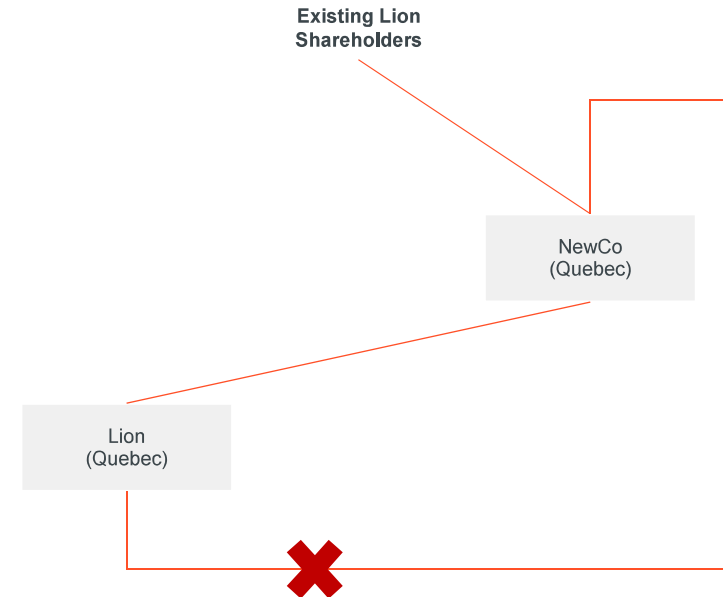 Existing Lion
Shareholders
NewCo
(Quebec)
Lion
(Quebec)